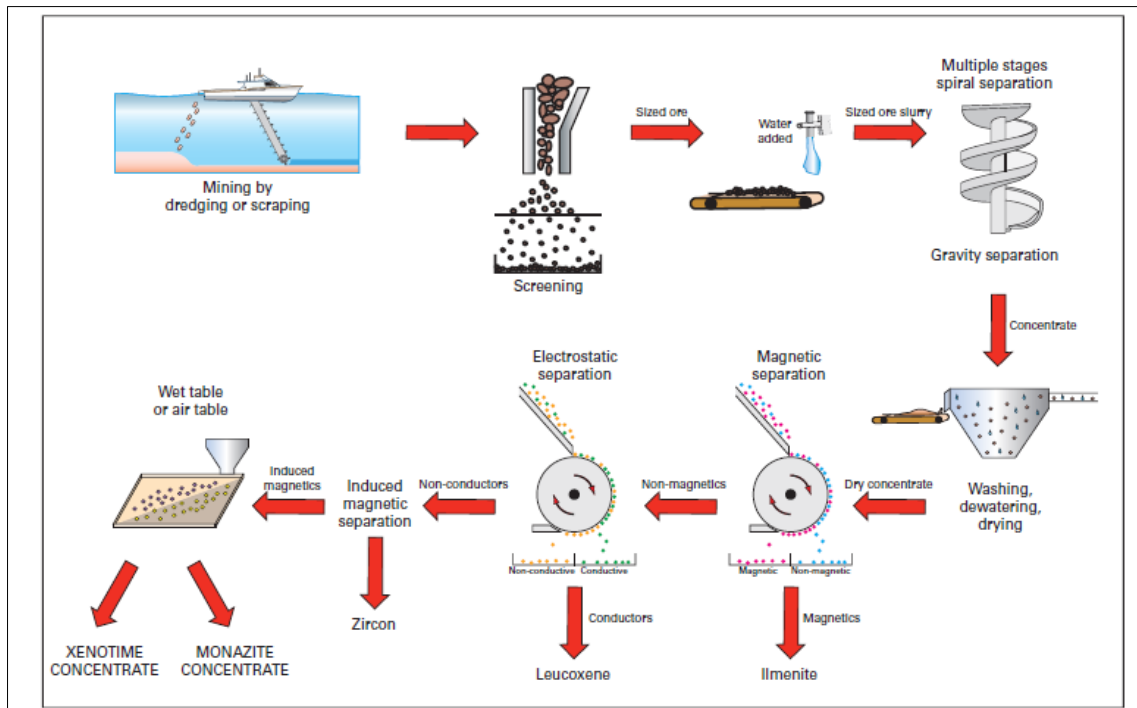 Mining by
dredging or scraping
Screening
Sized ore
Water
added
Sized ore slurry
Multiple stages
spiral separation
Gravity separation
Concentrate
Washing,
dewatering,
drying
Dry concentrate
Magnetic
separation
Magnetic
Non-magnetic
Magnetics
Ilmenite
Non-magnetics
Electrostatic
separation
Non-conductive
Conductive
Conductors
Leucoxene
Non-conductors
Induced
magnetic
separation
Zircon
Induced
magnetics
Wet table
or air table
XENOTIME
CONCENTRATE
MONAZITE
CONCENTRATE